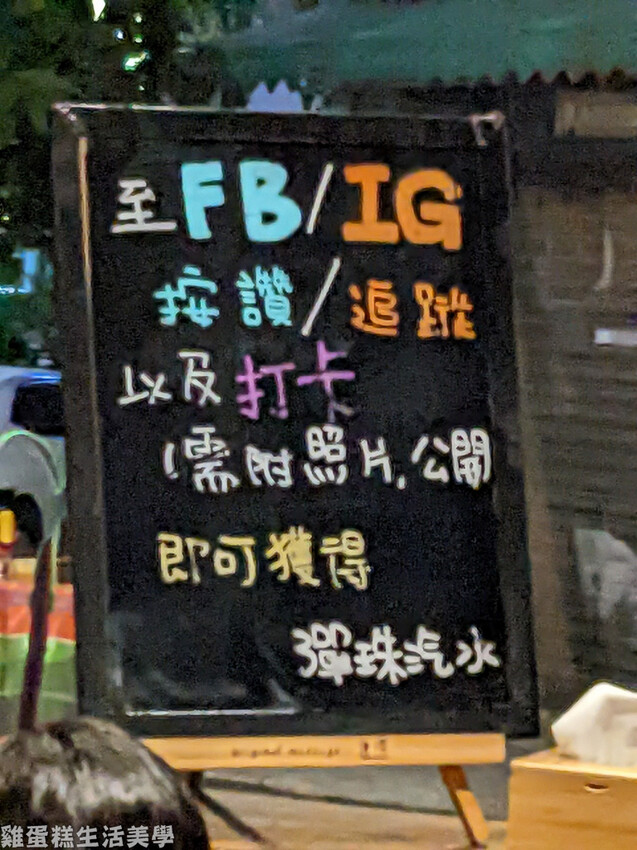 至FB/IG
按讚/追蹤
以及打卡
(需附照片,公開
即可獲得
彈珠汽水
雞蛋糕生活美學